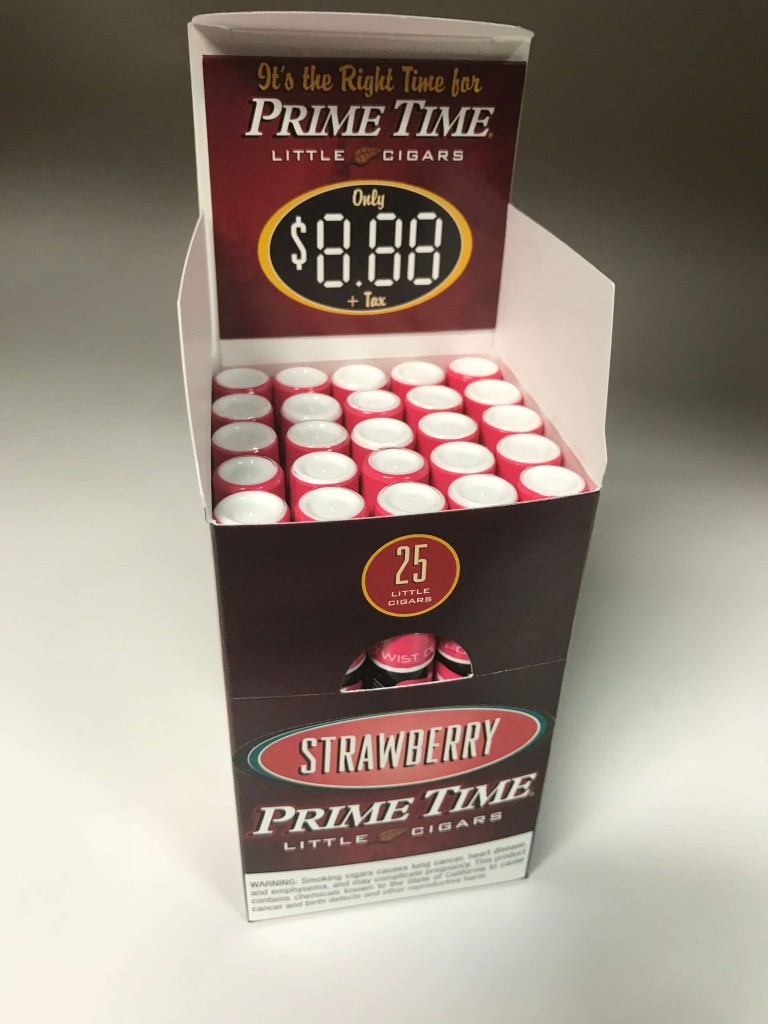 It's the Right Time for
PRIME TIME
LITTLE CIGARS
Only
$8.88
+ Tax
25
LITTLE
CIGARS
WIST O
STRAWBERRY
PRIME TIME
LITTLE CIGARS
WARNING: Smoking cigars causes lung cancer, heart disease,
and emphysema, and may complicate pregnancy. This product
contains chemicals known to the State of California to cause
cancer and birth defects and other reproductive harm.